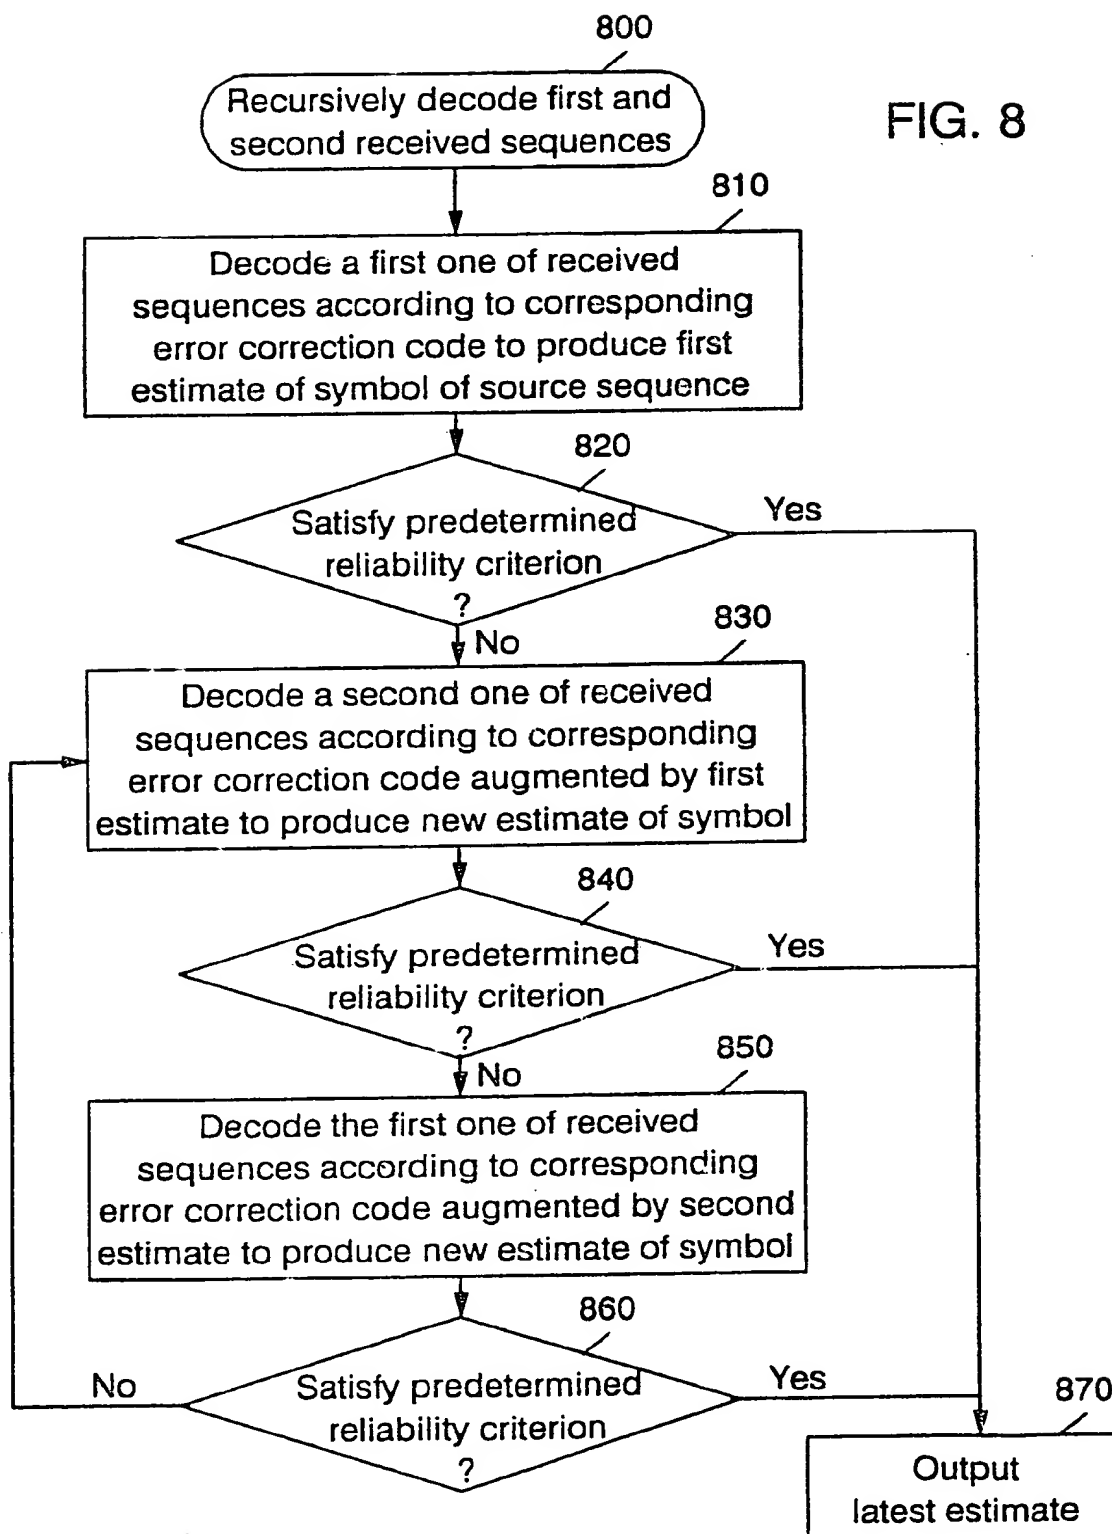 800
Recursively decode first and
second received sequences
FIG. 8
810
Decode a first one of received
sequences according to corresponding
error correction code to produce first
estimate of symbol of source sequence
820
Satisfy predetermined
reliability criterion
?
Yes
No
830
Decode a second one of received
sequences according to corresponding
error correction code augmented by first
estimate to produce new estimate of symbol
840
Satisfy predetermined
reliability criterion
?
Yes
No
850
Decode the first one of received
sequences according to corresponding
error correction code augmented by second
estimate to produce new estimate of symbol
860
Satisfy predetermined
reliability criterion
?
No
Yes
870
Output
latest estimate